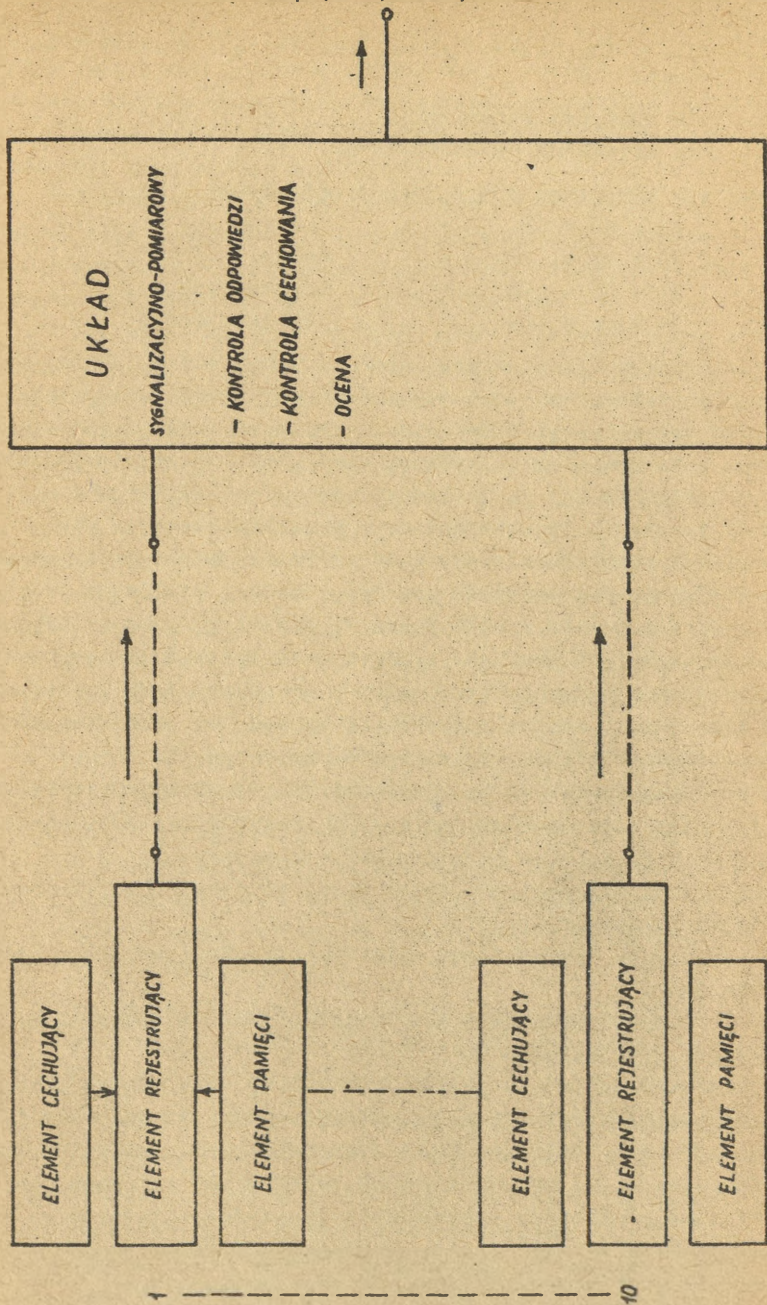 UKŁAD
SYGNALIZACYJNO-POMIAROWY
- KONTROLA ODPOWIEDZI
- KONTROLA CECHOWANIA
- OCENA
ELEMENT CECHUJĄCY
ELEMENT REJESTRUJĄCY
ELEMENT PAMIĘCI
ELEMENT CECHUJĄCY
ELEMENT REJESTRUJĄCY
ELEMENT PAMIĘCI
1
10